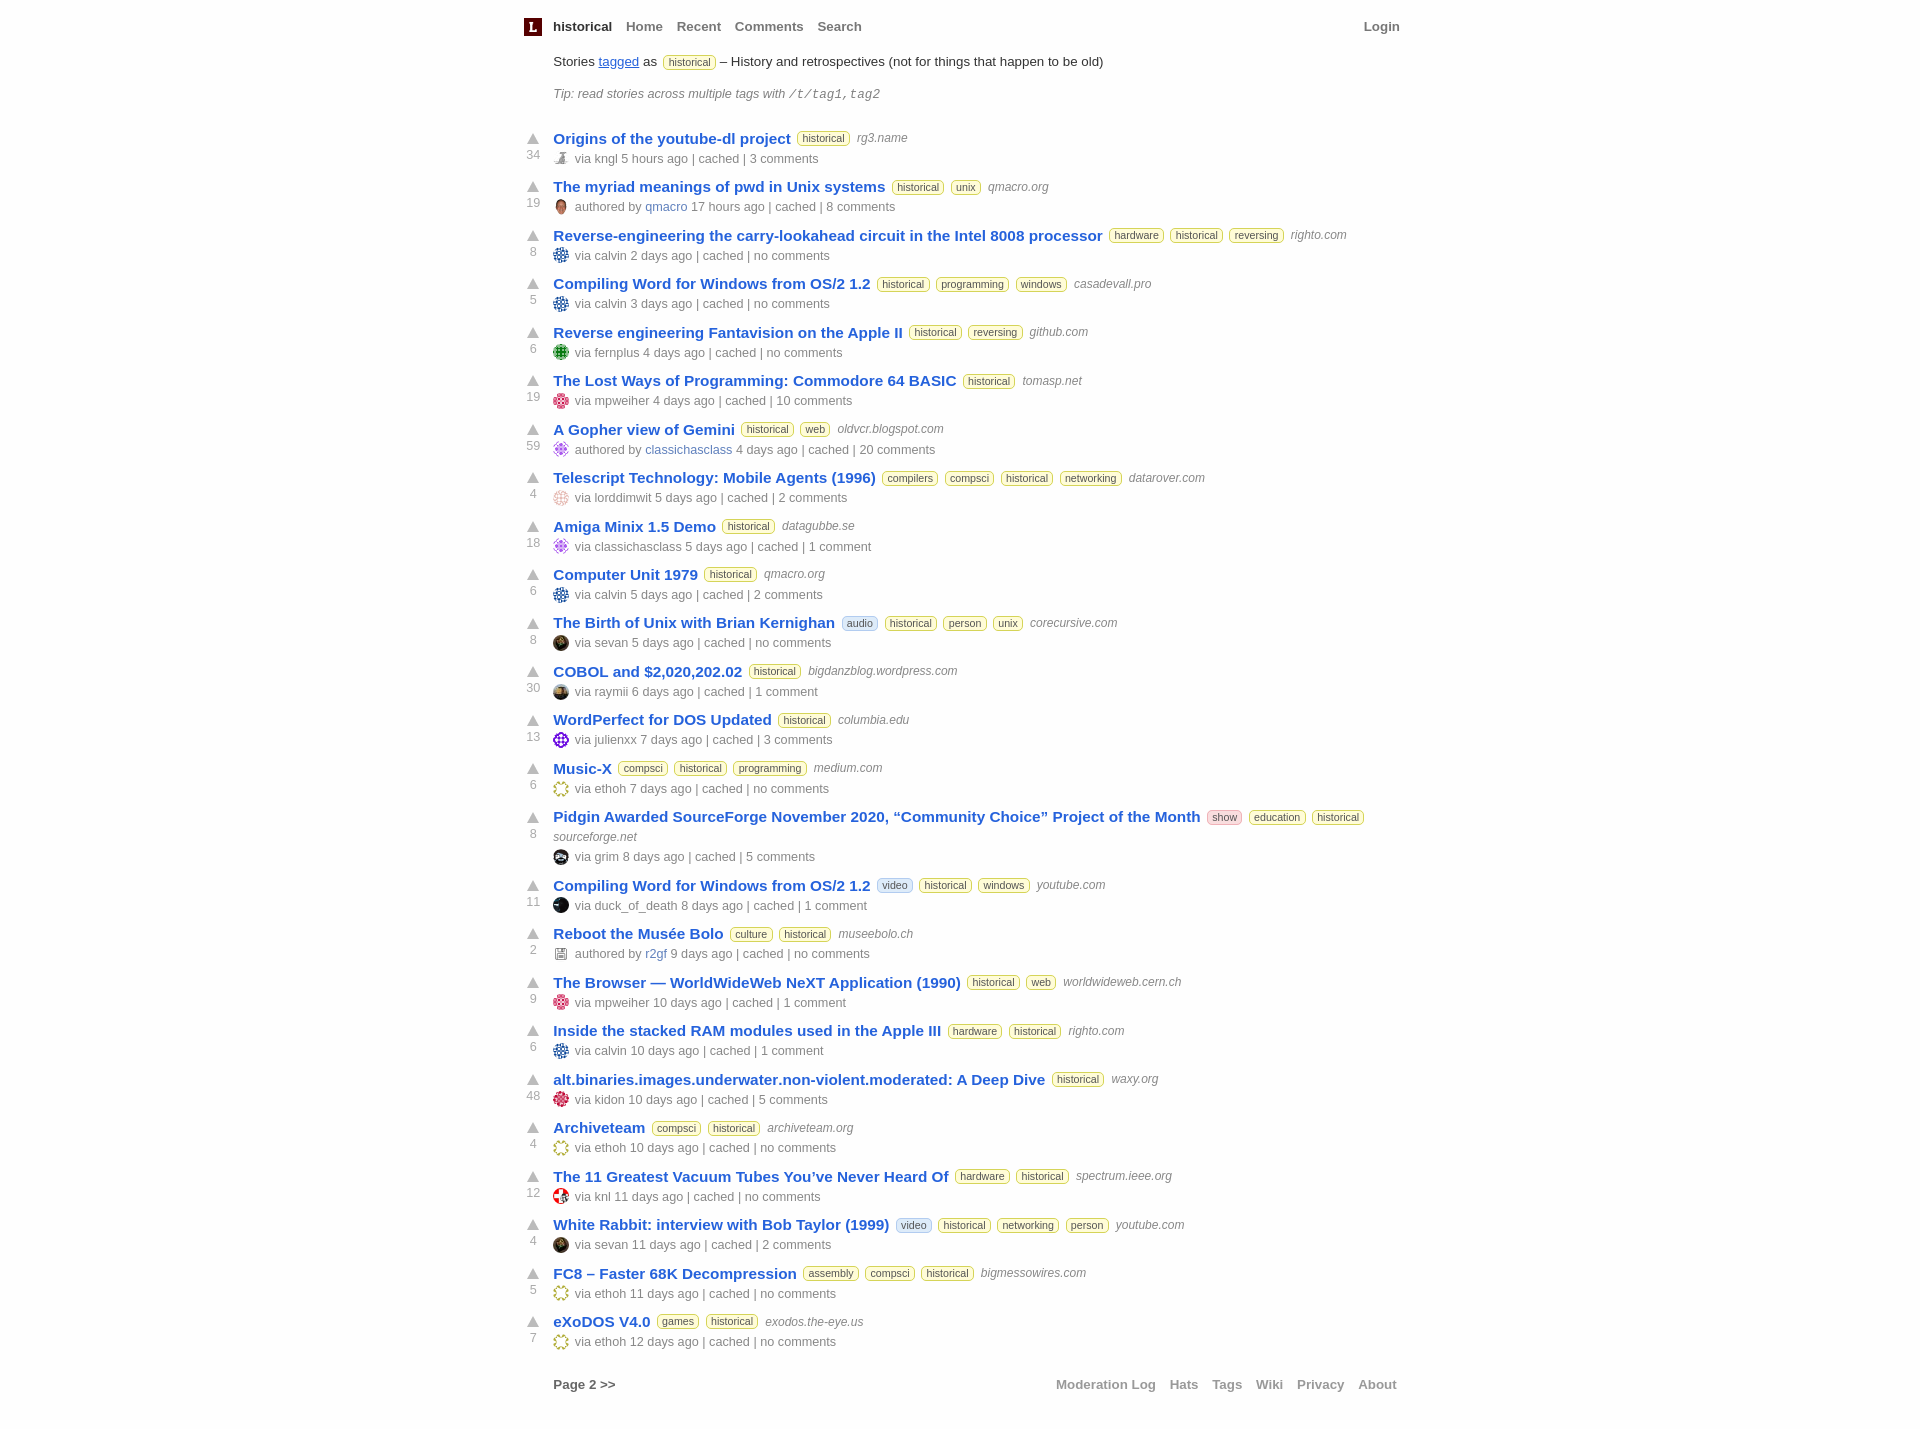 L historical Home Recent Comments Search Login
Stories tagged as historical – History and retrospectives (not for things that happen to be old)
Tip: read stories across multiple tags with /t/tag1,tag2
Origins of the youtube-dl project historical rg3.name
34 via kngl 5 hours ago | cached | 3 comments
The myriad meanings of pwd in Unix systems historical unix qmacro.org
19 authored by qmacro 17 hours ago | cached | 8 comments
Reverse-engineering the carry-lookahead circuit in the Intel 8008 processor hardware historical reversing righto.com
8 via calvin 2 days ago | cached | no comments
Compiling Word for Windows from OS/2 1.2 historical programming windows casadevall.pro
5 via calvin 3 days ago | cached | no comments
Reverse engineering Fantavision on the Apple II historical reversing github.com
6 via fernplus 4 days ago | cached | no comments
The Lost Ways of Programming: Commodore 64 BASIC historical tomasp.net
19 via mpweiher 4 days ago | cached | 10 comments
A Gopher view of Gemini historical web oldvcr.blogspot.com
59 authored by classichasclass 4 days ago | cached | 20 comments
Telescript Technology: Mobile Agents (1996) compilers compsci historical networking datarover.com
4 via lorddimwit 5 days ago | cached | 2 comments
Amiga Minix 1.5 Demo historical datagubbe.se
18 via classichasclass 5 days ago | cached | 1 comment
Computer Unit 1979 historical qmacro.org
6 via calvin 5 days ago | cached | 2 comments
The Birth of Unix with Brian Kernighan audio historical person unix corecursive.com
8 via sevan 5 days ago | cached | no comments
COBOL and $2,020,202.02 historical bigdanzblog.wordpress.com
30 via raymii 6 days ago | cached | 1 comment
WordPerfect for DOS Updated historical columbia.edu
13 via julienxx 7 days ago | cached | 3 comments
Music-X compsci historical programming medium.com
6 via ethoh 7 days ago | cached | no comments
Pidgin Awarded SourceForge November 2020, “Community Choice” Project of the Month show education historical
8 sourceforge.net
via grim 8 days ago | cached | 5 comments
Compiling Word for Windows from OS/2 1.2 video historical windows youtube.com
11 via duck_of_death 8 days ago | cached | 1 comment
Reboot the Musée Bolo culture historical museebolo.ch
2 authored by r2gf 9 days ago | cached | no comments
The Browser — WorldWideWeb NeXT Application (1990) historical web worldwideweb.cern.ch
9 via mpweiher 10 days ago | cached | 1 comment
Inside the stacked RAM modules used in the Apple III hardware historical righto.com
6 via calvin 10 days ago | cached | 1 comment
alt.binaries.images.underwater.non-violent.moderated: A Deep Dive historical waxy.org
48 via kidon 10 days ago | cached | 5 comments
Archiveteam compsci historical archiveteam.org
4 via ethoh 10 days ago | cached | no comments
The 11 Greatest Vacuum Tubes You’ve Never Heard Of hardware historical spectrum.ieee.org
12 via knl 11 days ago | cached | no comments
White Rabbit: interview with Bob Taylor (1999) video historical networking person youtube.com
4 via sevan 11 days ago | cached | 2 comments
FC8 – Faster 68K Decompression assembly compsci historical bigmessowires.com
5 via ethoh 11 days ago | cached | no comments
eXoDOS V4.0 games historical exodos.the-eye.us
7 via ethoh 12 days ago | cached | no comments
Page 2 >> Moderation Log Hats Tags Wiki Privacy About